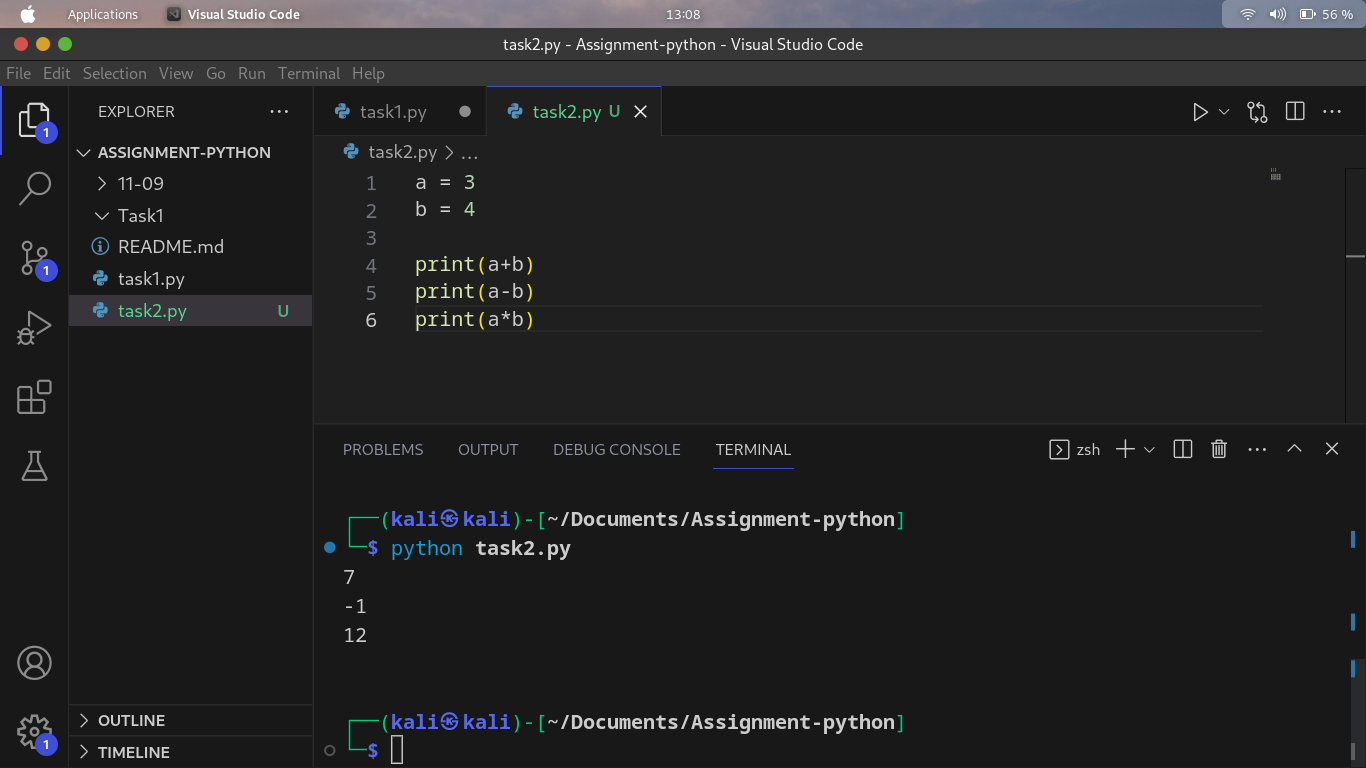 Applications Visual Studio Code 13:08 56 %
task2.py - Assignment-python - Visual Studio Code
File Edit Selection View Go Run Terminal Help
EXPLORER
1
ASSIGNMENT-PYTHON
11-09
Task1
README.md
task1.py
task2.py U
1
OUTLINE
TIMELINE
1
task1.py task2.py U
task2.py > ...
1 a = 3
2 b = 4
3
4 print(a+b)
5 print(a-b)
6 print(a*b)
PROBLEMS OUTPUT DEBUG CONSOLE TERMINAL zsh
┌──(kali㉿kali)-[~/Documents/Assignment-python]
└─$ python task2.py
7
-1
12
┌──(kali㉿kali)-[~/Documents/Assignment-python]
└─$